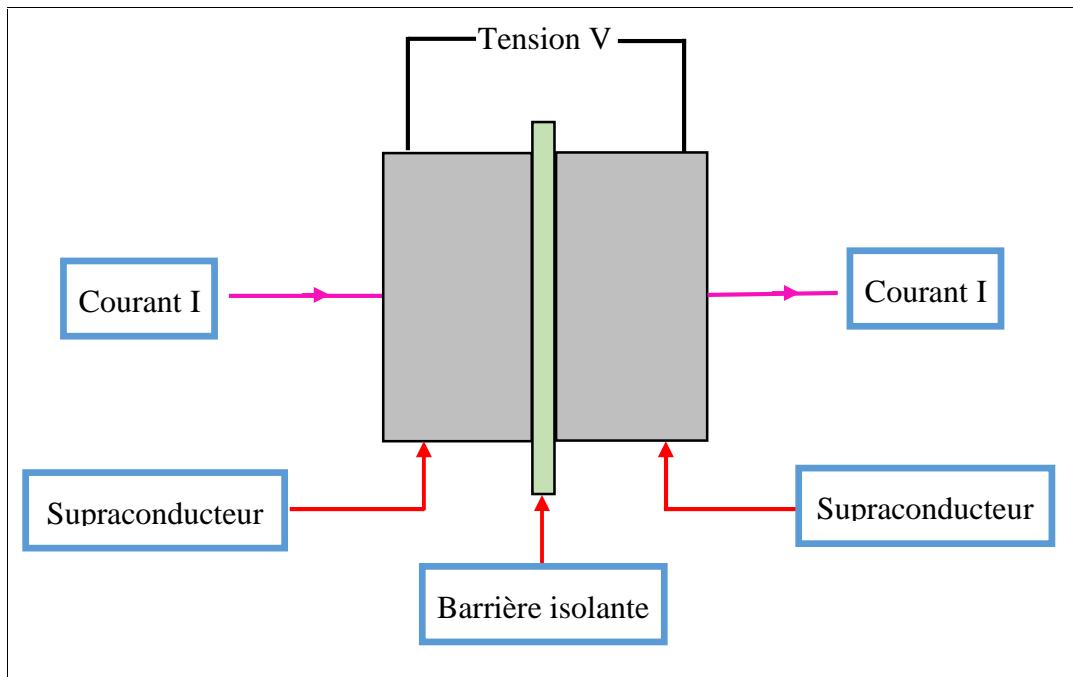 Tension V
Courant I
Courant I
Supraconducteur
Supraconducteur
Barrière isolante